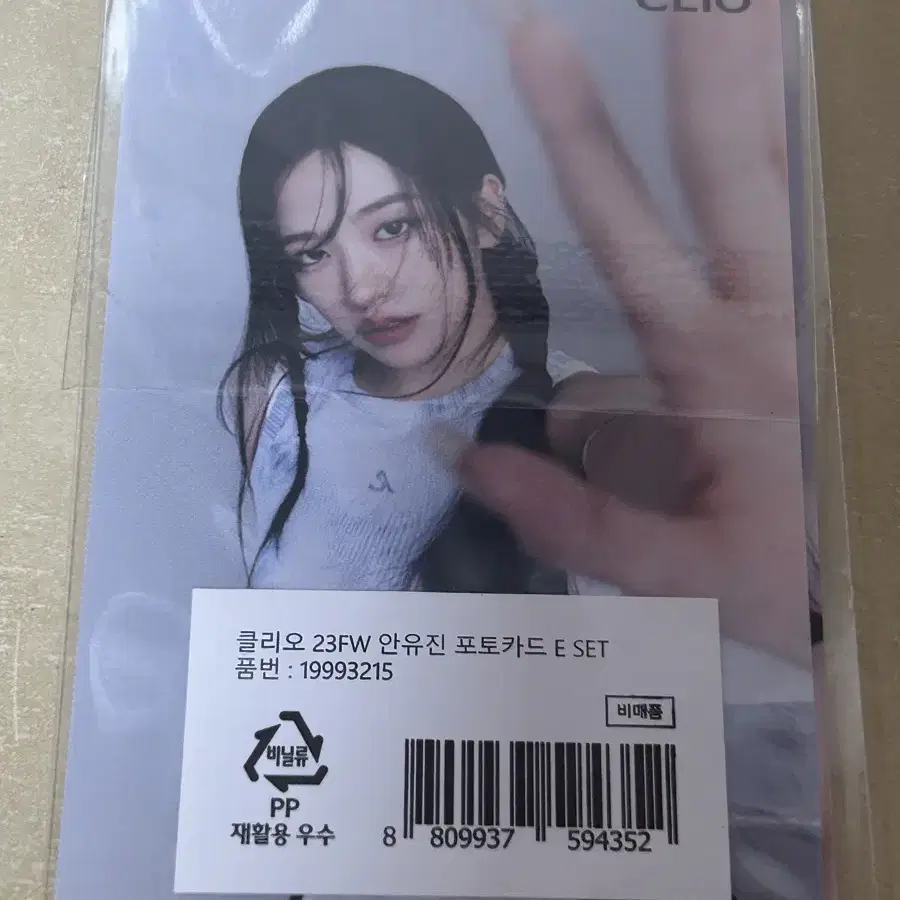 CLIO
클리오 23FW 안유진 포토카드 E SET
품번 : 19993215
비매품
비닐류
PP
재활용 우수
8 809937 594352